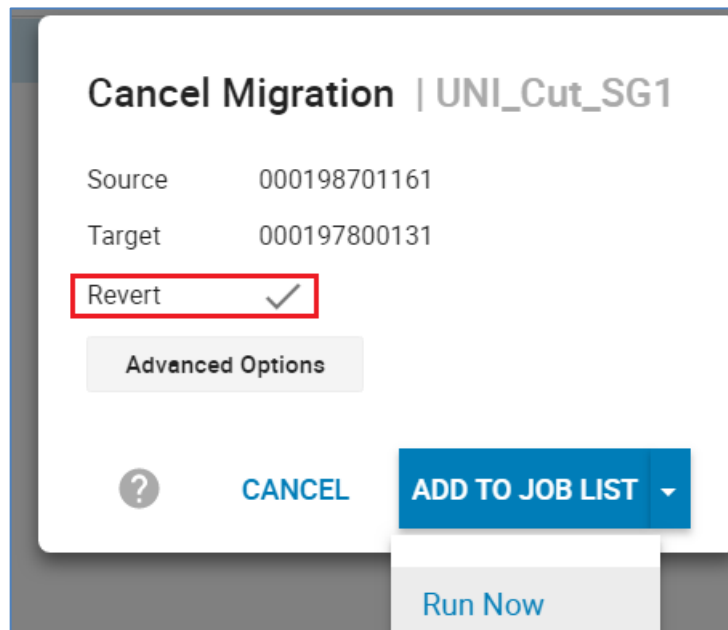 Cancel Migration | UNI_Cut_SG1
Source 000198701161
Target 000197800131
Revert
Advanced Options
? CANCEL ADD TO JOB LIST
Run Now